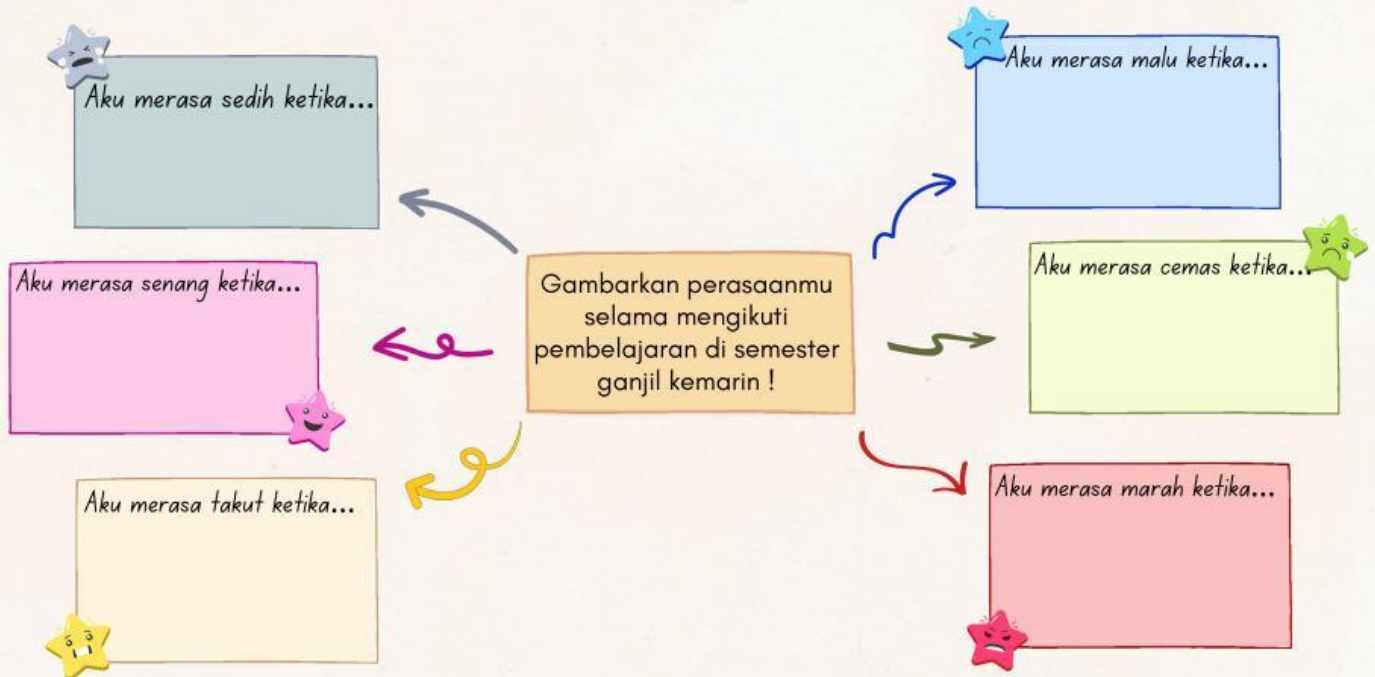 Aku merasa sedih ketika...
Aku merasa senang ketika...
Aku merasa takut ketika...
Gambarkan perasaanmu
selama mengikuti
pembelajaran di semester
ganjil kemarin !
Aku merasa malu ketika...
Aku merasa cemas ketika...
Aku merasa marah ketika...